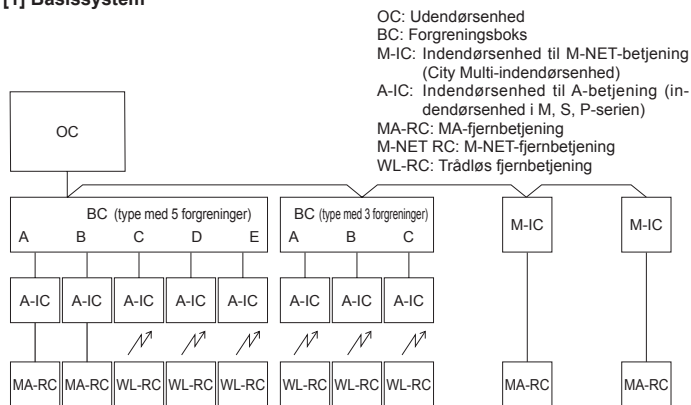 [1] Basissystem
OC: Udendørsenhed
BC: Forgreningsboks
M-IC: Indendørsenhed til M-NET-betjening
(City Multi-indendørsenhed)
A-IC: Indendørsenhed til A-betjening (in-
dendørsenhed i M, S, P-serien)
MA-RC: MA-fjernbetjening
M-NET RC: M-NET-fjernbetjening
WL-RC: Trådløs fjernbetjening
OC
BC (type med 5 forgreninger)
A B C D E
BC (type med 3 forgreninger)
A B C
M-IC
M-IC
A-IC A-IC A-IC A-IC A-IC A-IC A-IC A-IC
MA-RC MA-RC WL-RC WL-RC WL-RC WL-RC WL-RC WL-RC MA-RC MA-RC